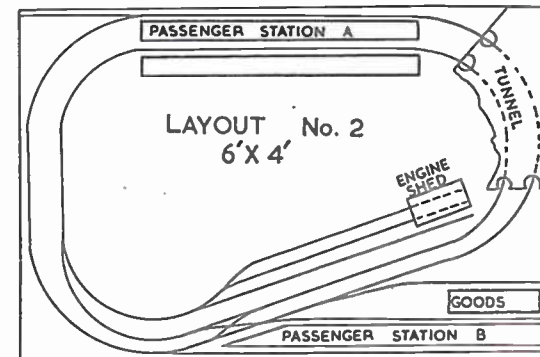 PASSENGER STATION A
TUNNEL
LAYOUT No. 2
6'X 4'
ENGINE
SHED
GOODS
PASSENGER STATION B